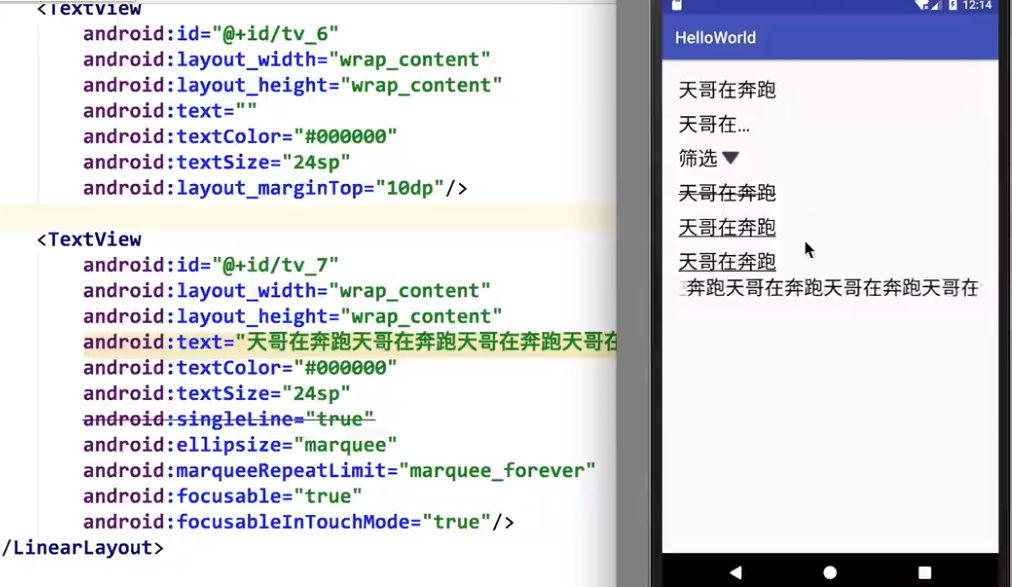 <TextView
android:id="@+id/tv_6"
android:layout_width="wrap_content"
android:layout_height="wrap_content"
android:text=""
android:textColor="#000000"
android:textSize="24sp"
android:layout_marginTop="10dp"/>
<TextView
android:id="@+id/tv_7"
android:layout_width="wrap_content"
android:layout_height="wrap_content"
android:text="天哥在奔跑天哥在奔跑天哥在奔跑天哥在
android:textColor="#000000"
android:textSize="24sp"
android:singleLine="true"
android:ellipsize="marquee"
android:marqueeRepeatLimit="marquee_forever"
android:focusable="true"
android:focusableInTouchMode="true"/>
/LinearLayout>
12:14
HelloWorld
天哥在奔跑
天哥在...
筛选
天哥在奔跑
天哥在奔跑
天哥在奔跑
奔跑天哥在奔跑天哥在奔跑天哥在